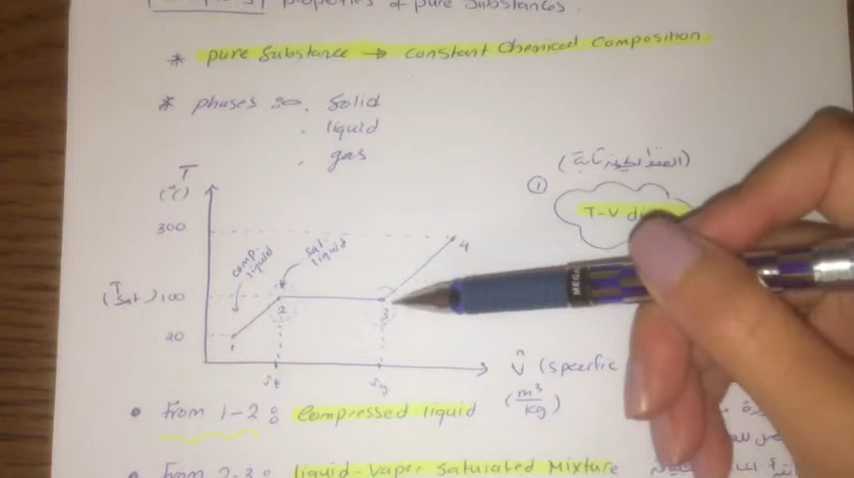 properties of pure substances.
* pure substance → constant chemical composition
* phases :
. Solid
. liquid
. gas
①
T-V
T
(°C)
300
(Tsat) 100
20
comp. liquid
sat. liquid
1
2
3
4
v̂ (specific
(m³/kg)
• from 1-2 : compressed liquid
• from 2-3 : liquid-vapor saturated mixture